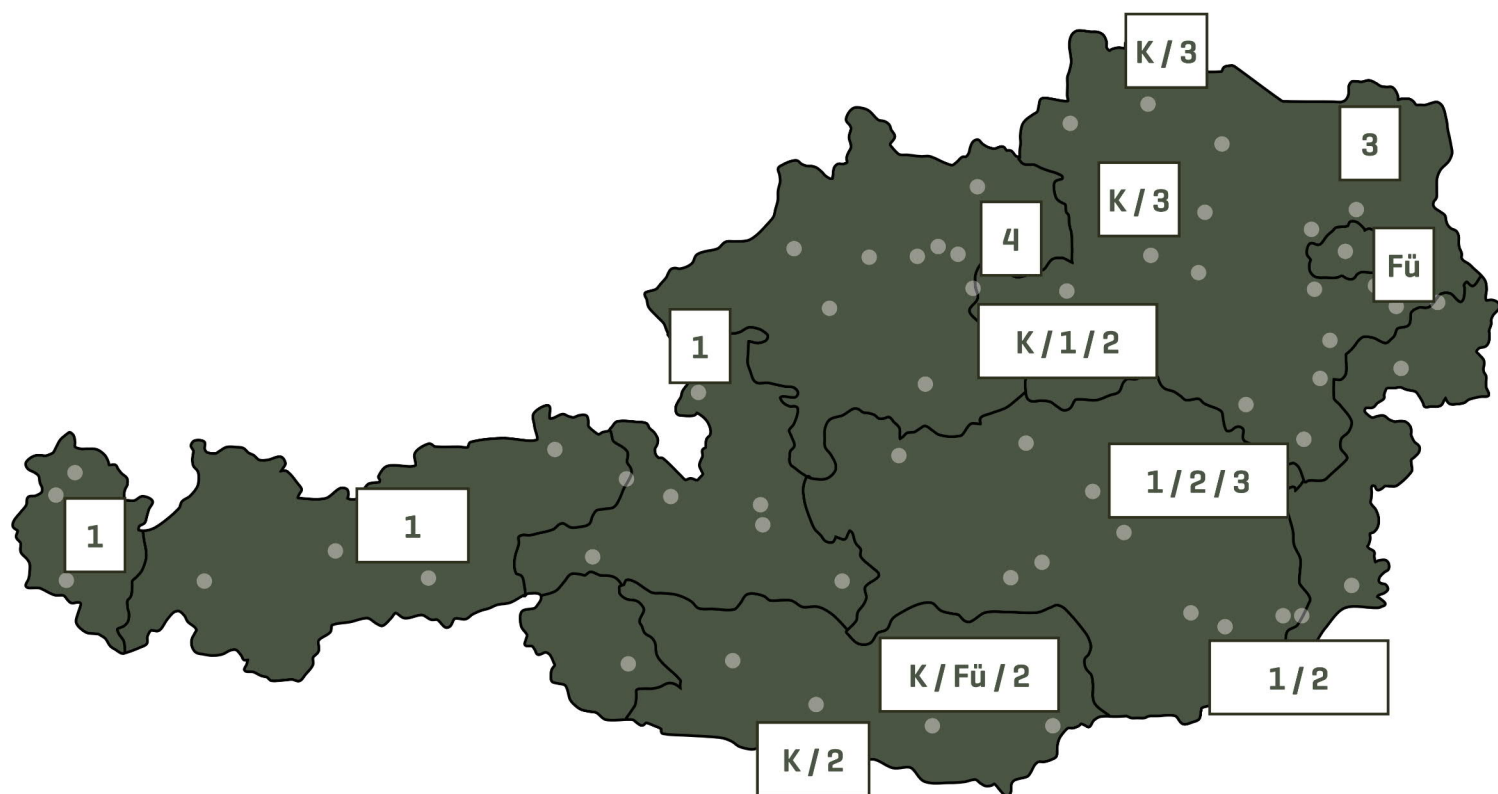 K / 3
3
K / 3
4
Fü
K / 1 / 2
1
1 / 2 / 3
1
1
K / Fü / 2
1 / 2
K / 2